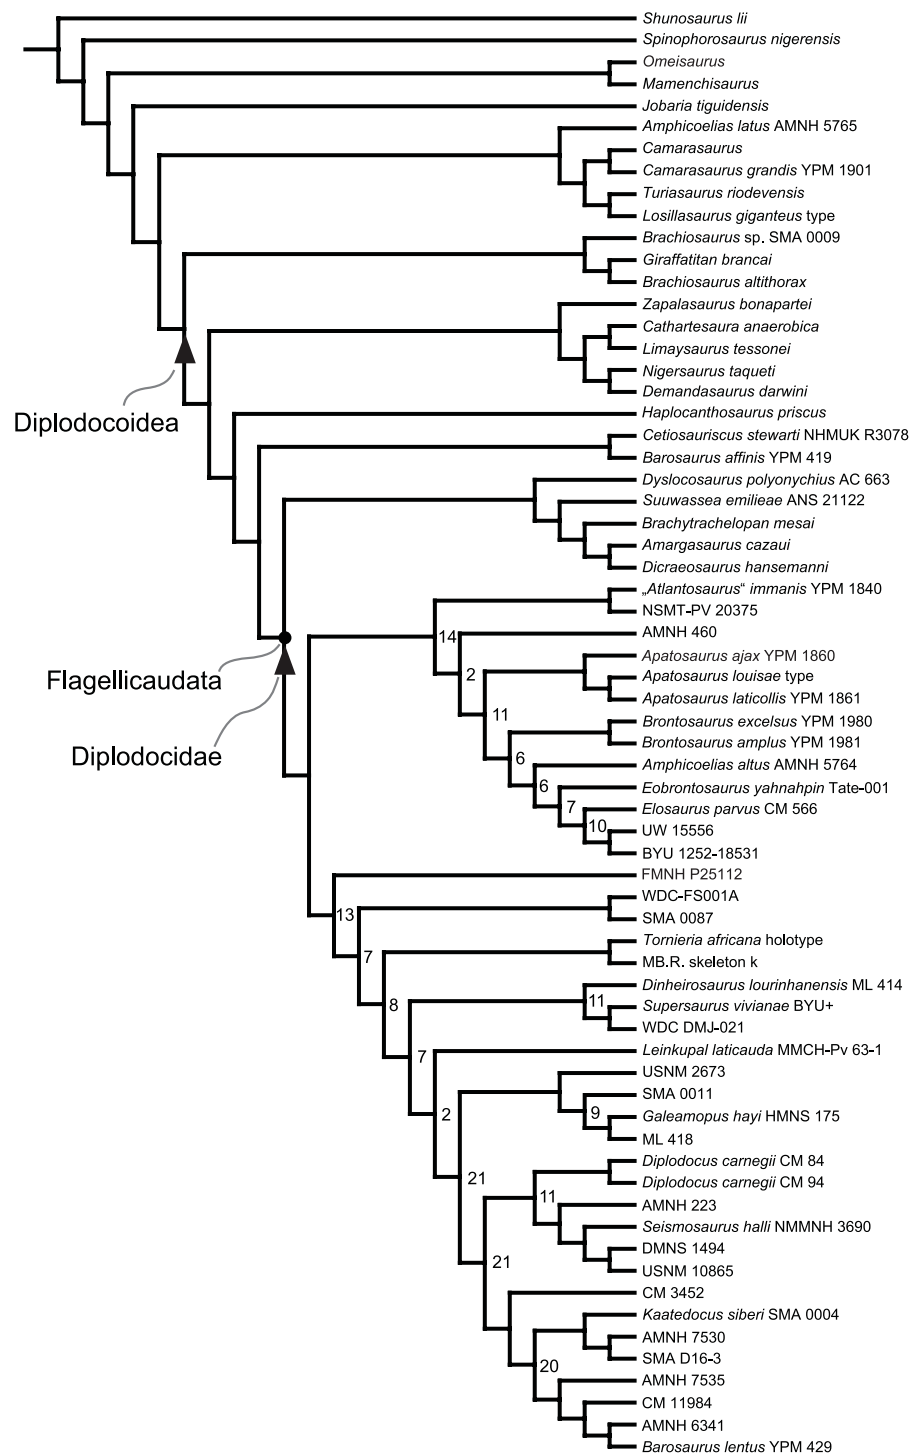 Shunosaurus lii
Spinophorosaurus nigerensis
Omeisaurus
Mamenchisaurus
Jobaria tiguidensis
Amphicoelias latus AMNH 5765
Camarasaurus
Camarasaurus grandis YPM 1901
Turiasaurus riodevensis
Losillasaurus giganteus type
Brachiosaurus sp. SMA 0009
Giraffatitan brancai
Brachiosaurus altithorax
Zapalasaurus bonapartei
Cathartesaura anaerobica
Limaysaurus tessonei
Nigersaurus taqueti
Demandasaurus darwini
Diplodocoidea
Haplocanthosaurus priscus
Cetiosauriscus stewarti NHMUK R3078
Barosaurus affinis YPM 419
Dyslocosaurus polyonychius AC 663
Suuwassea emilieae ANS 21122
Brachytrachelopan mesai
Amargasaurus cazaui
Dicraeosaurus hansemanni
„Atlantosaurus“ immanis YPM 1840
NSMT-PV 20375
14
AMNH 460
Apatosaurus ajax YPM 1860
2
Apatosaurus louisae type
Flagellicaudata
Apatosaurus laticollis YPM 1861
11
Brontosaurus excelsus YPM 1980
Brontosaurus amplus YPM 1981
Diplodocidae
6
Amphicoelias altus AMNH 5764
6
Eobrontosaurus yahnahpin Tate-001
7
Elosaurus parvus CM 566
10
UW 15556
BYU 1252-18531
FMNH P25112
WDC-FS001A
13
SMA 0087
Tornieria africana holotype
7
MB.R. skeleton k
Dinheirosaurus lourinhanensis ML 414
11
8
Supersaurus vivianae BYU+
WDC DMJ-021
Leinkupal laticauda MMCH-Pv 63-1
7
USNM 2673
SMA 0011
2
9
Galeamopus hayi HMNS 175
ML 418
Diplodocus carnegii CM 84
21
Diplodocus carnegii CM 94
11
AMNH 223
Seismosaurus halli NMMNH 3690
DMNS 1494
21
USNM 10865
CM 3452
Kaatedocus siberi SMA 0004
AMNH 7530
SMA D16-3
20
AMNH 7535
CM 11984
AMNH 6341
Barosaurus lentus YPM 429